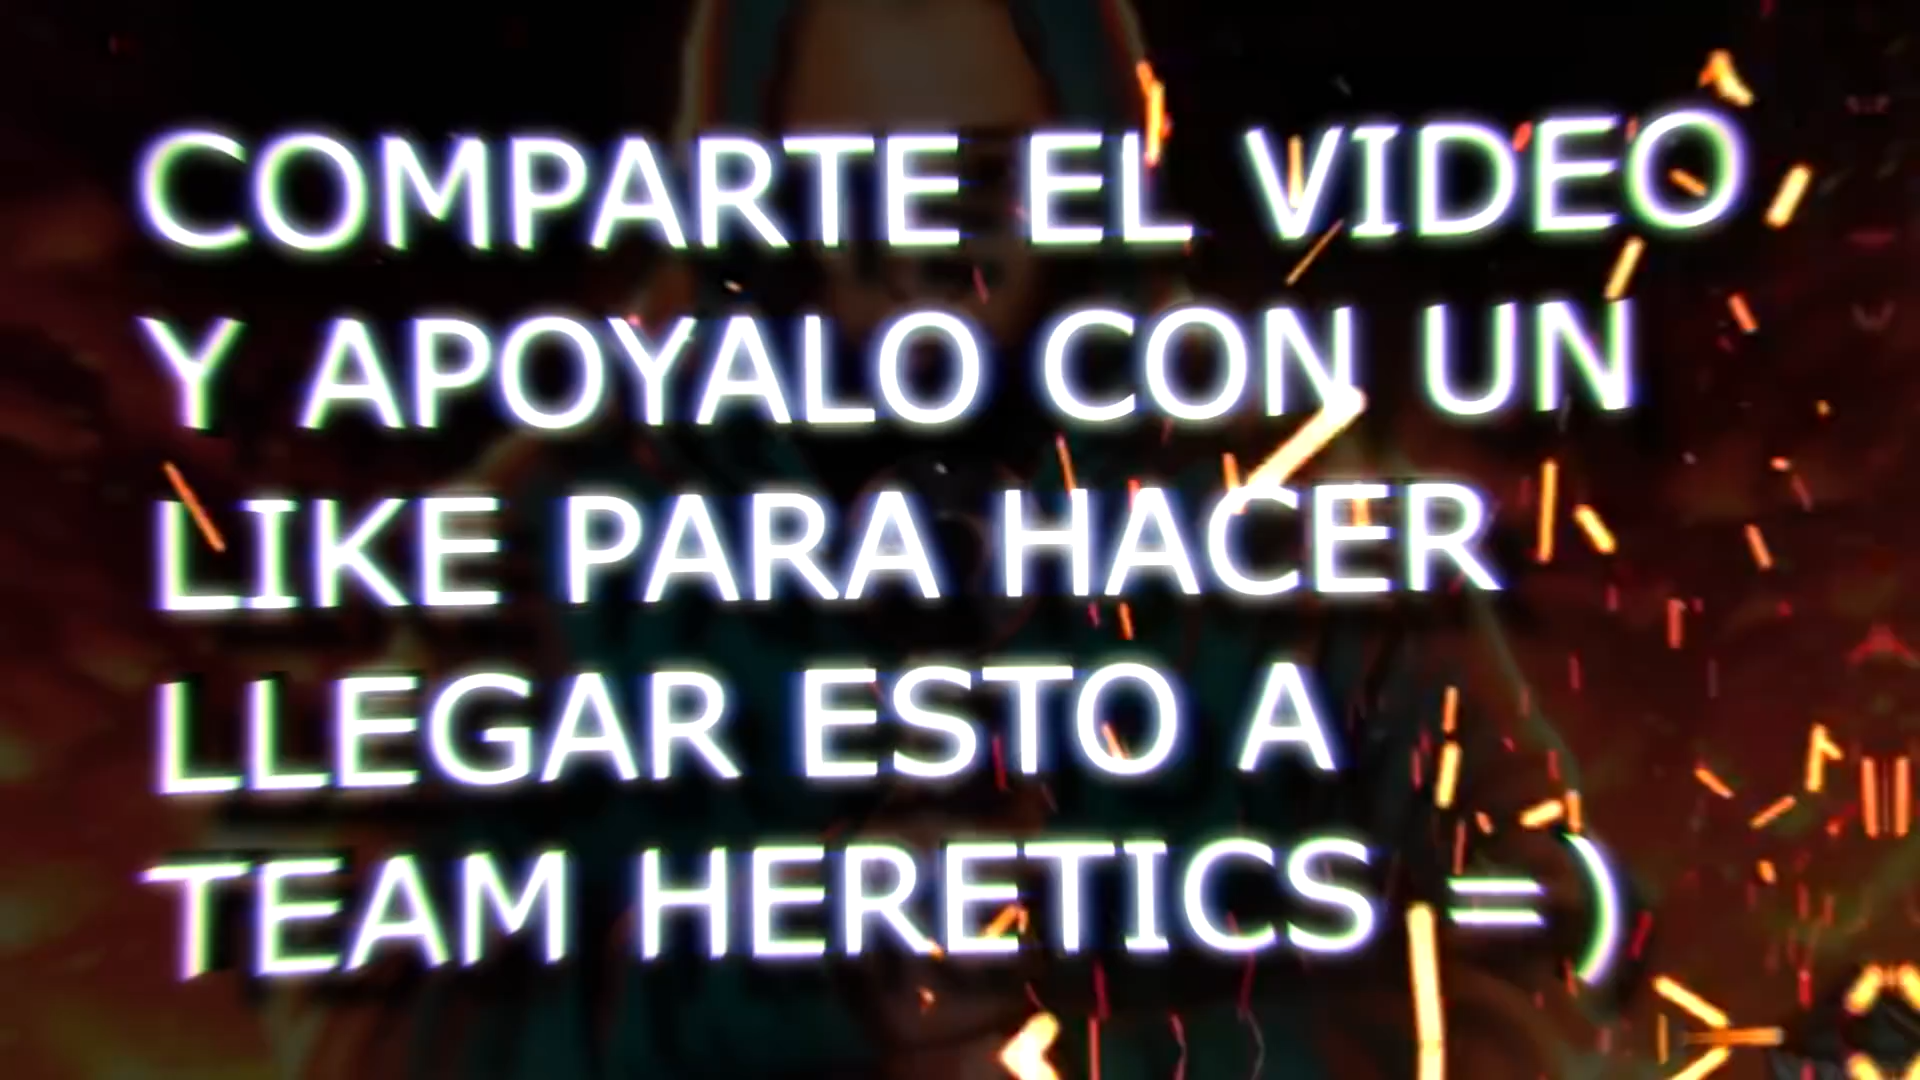 COMPARTE EL VIDEO
Y APOYALO CON UN
LIKE PARA HACER
LLEGAR ESTO A
TEAM HERETICS =)